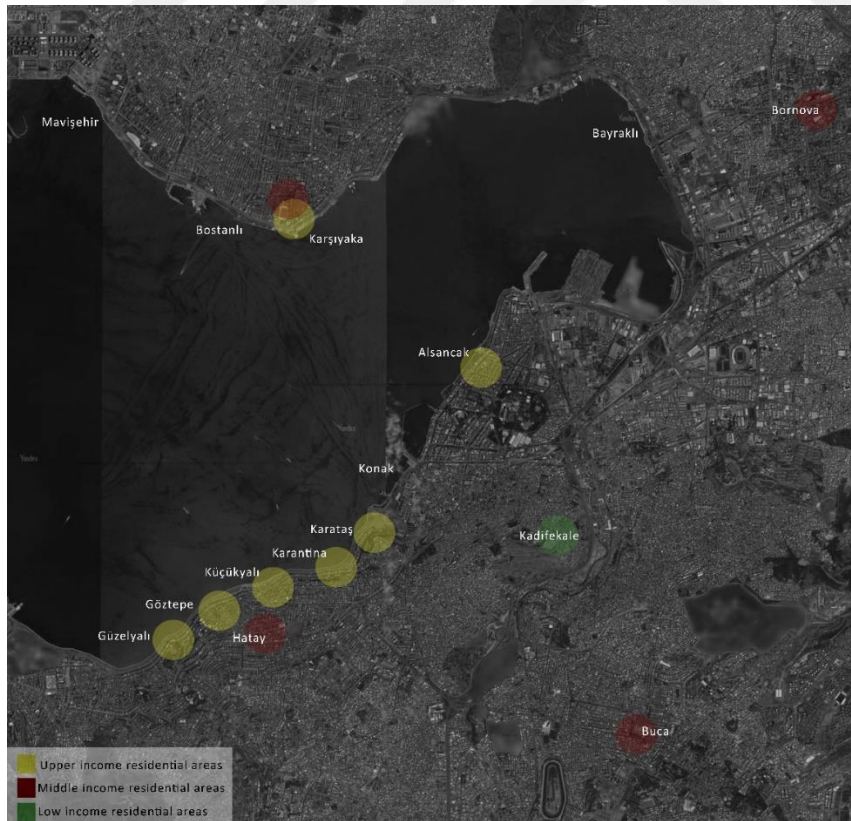 Mavişehir
Bornova
Bayraklı
Bostanlı
Karşıyaka
Alsancak
Konak
Karataş
Kadifekale
Karantina
Küçükyalı
Göztepe
Hatay
Güzelyalı
Buca
Upper income residential areas
Middle income residential areas
Low income residential areas
Yandex